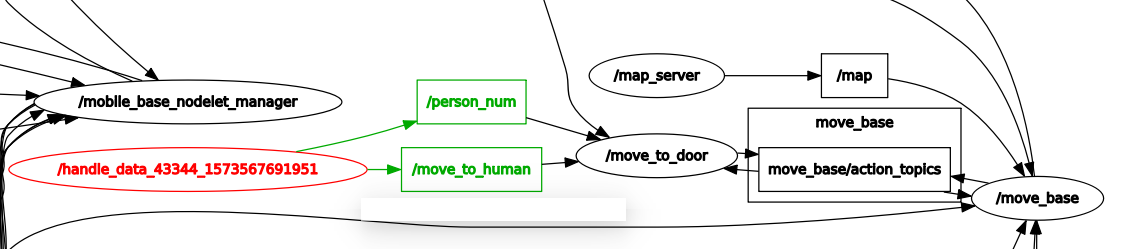 /map_server
/map
/mobile_base_nodelet_manager
/person_num
move_base
/handle_data_43344_1573567691951
/move_to_human
/move_to_door
move_base/action_topics
/move_base